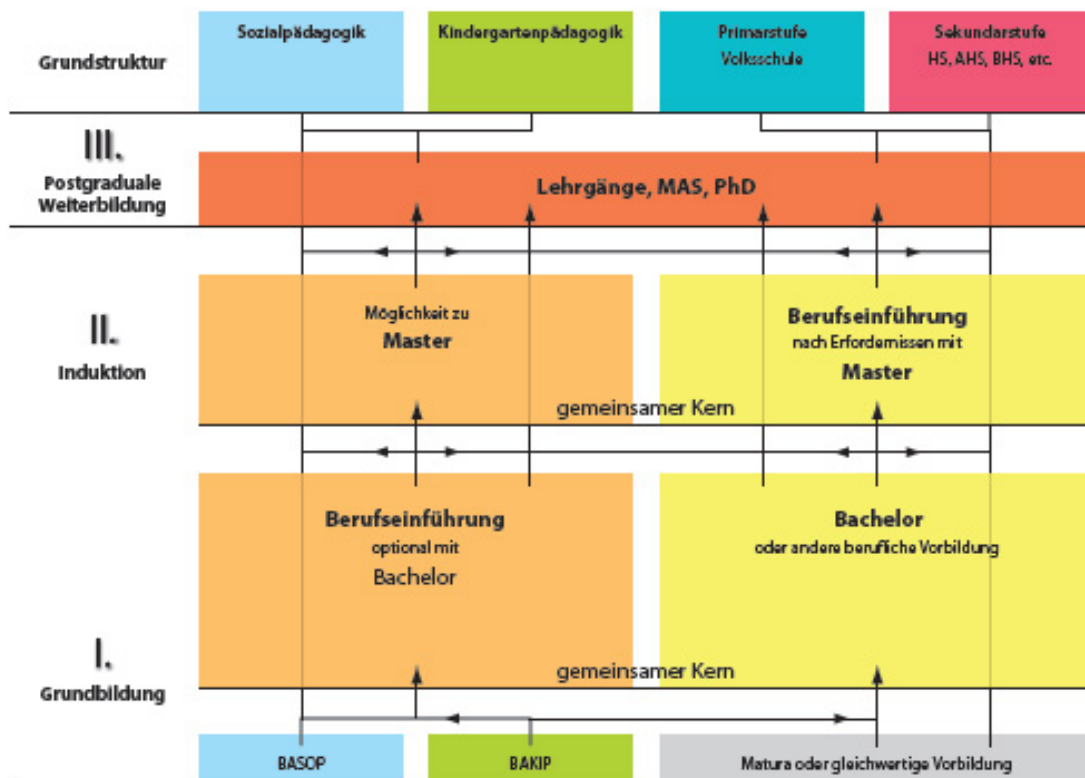 Grundstruktur
Sozialpädagogik
Kindergartenpädagogik
Primarstufe
Volksschule
Sekundarstufe
HS, AHS, BHS, etc.
III.
Postgraduale
Weiterbildung
Lehrgänge, MAS, PhD
II.
Induktion
Möglichkeit zu
Master
Berufseinführung
nach Erfordernissen mit
Master
gemeinsamer Kern
I.
Grundbildung
Berufseinführung
optional mit
Bachelor
Bachelor
oder andere berufliche Vorbildung
gemeinsamer Kern
BASOP
BAKIP
Matura oder gleichwertige Vorbildung